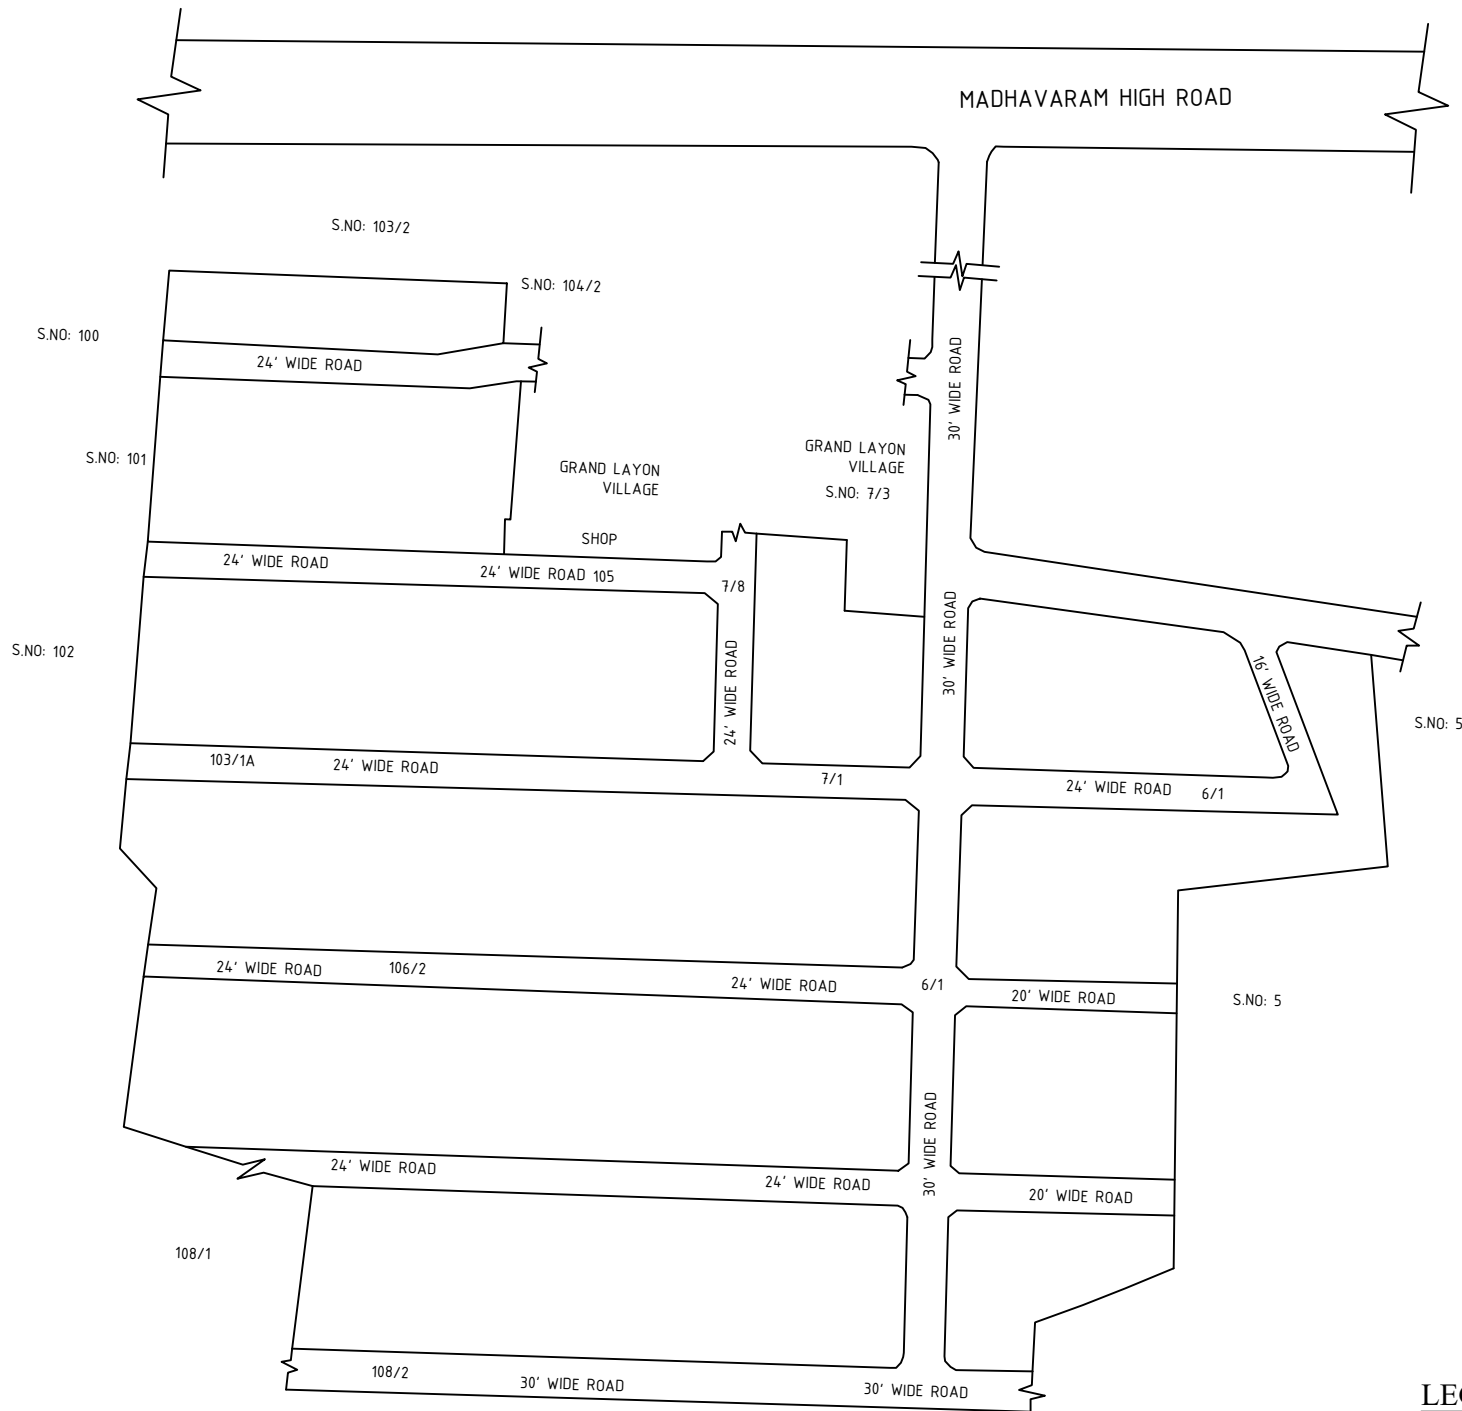 MADHAVARAM HIGH ROAD
S.NO: 103/2
S.NO: 104/2
S.NO: 100
24' WIDE ROAD
30' WIDE ROAD
S.NO: 101
GRAND LAYON
VILLAGE
GRAND LAYON
VILLAGE
S.NO: 7/3
SHOP
24' WIDE ROAD
24' WIDE ROAD 105
7/8
30' WIDE ROAD
S.NO: 102
24' WIDE ROAD
16' WIDE ROAD
S.NO: 5
103/1A
24' WIDE ROAD
7/1
24' WIDE ROAD
6/1
24' WIDE ROAD
106/2
24' WIDE ROAD
6/1
20' WIDE ROAD
S.NO: 5
30' WIDE ROAD
24' WIDE ROAD
24' WIDE ROAD
20' WIDE ROAD
108/1
108/2
30' WIDE ROAD
30' WIDE ROAD